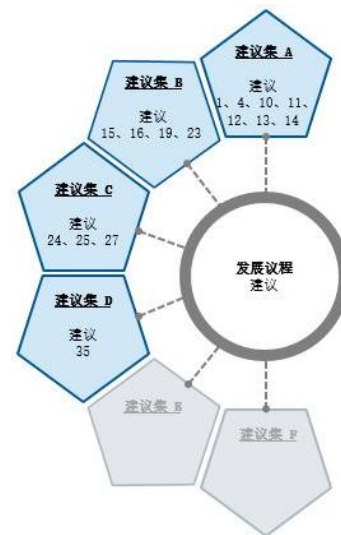 建议集 A
建议
1、4、10、11、
12、13、14
建议集 B
建议
15、16、19、23
建议集 C
建议
24、25、27
建议集 D
建议
35
发展议程
建议
建议集 E
建议集 F